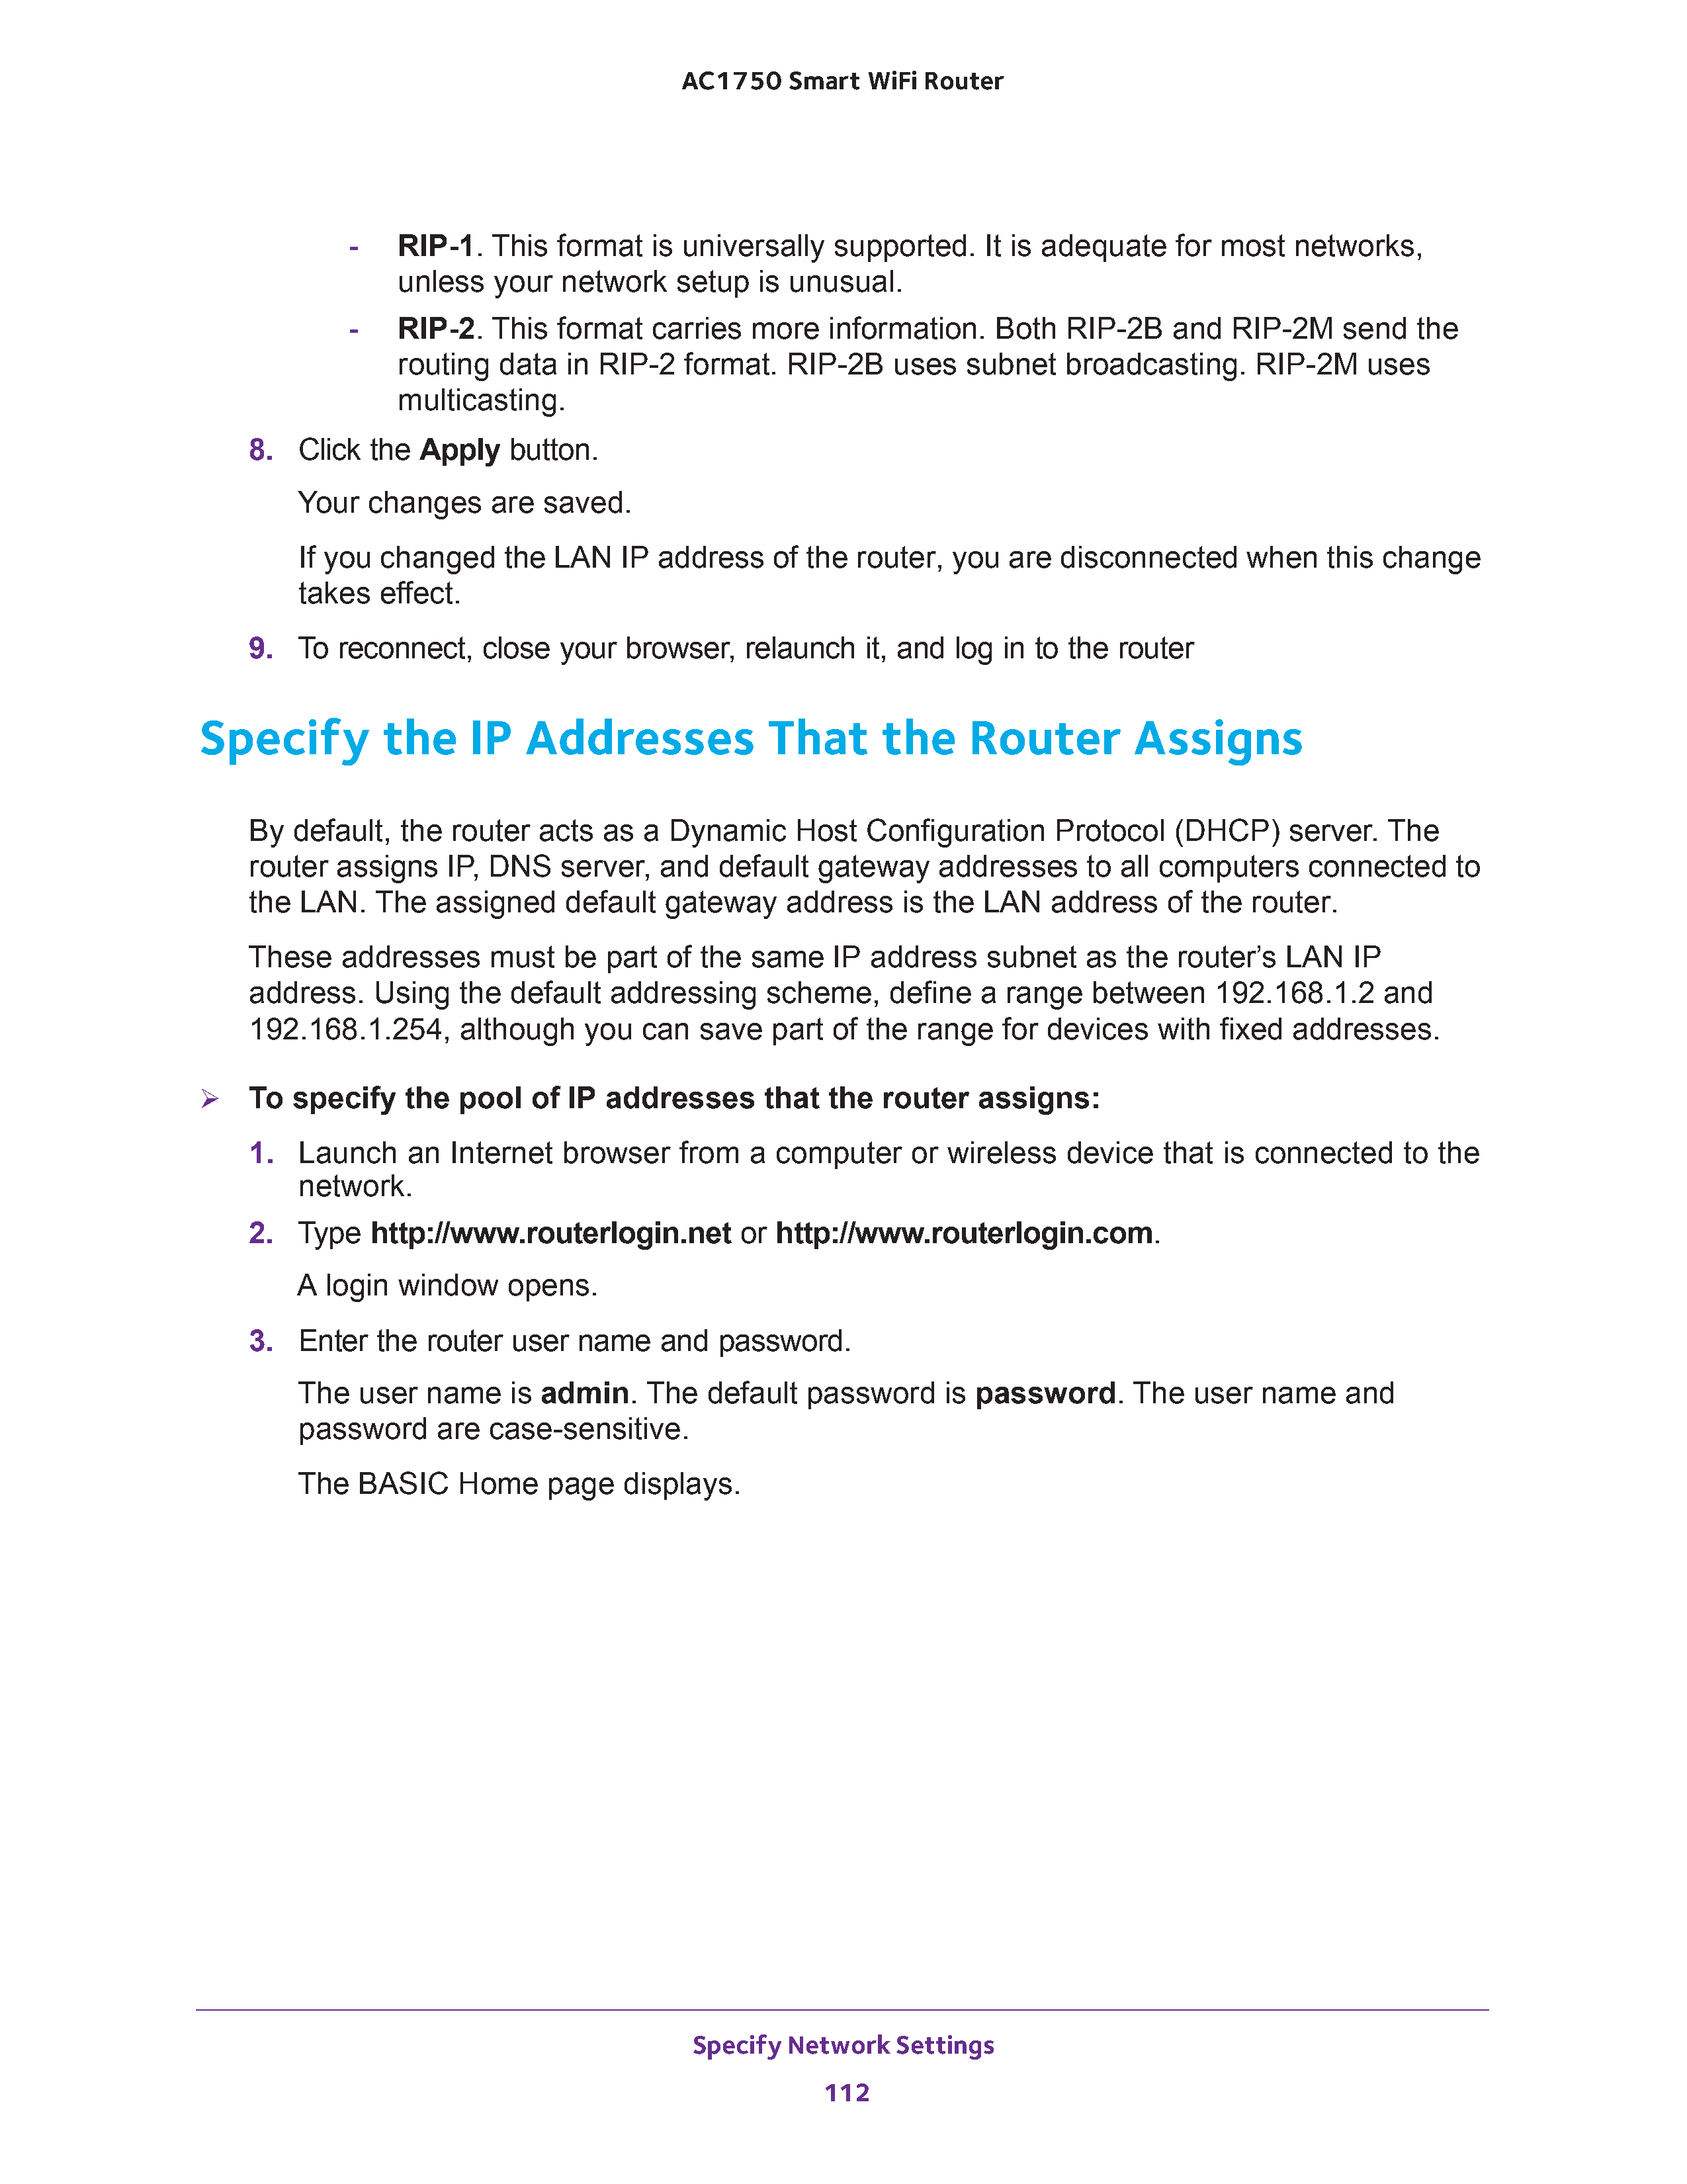 AC1750 Smart WiFi Router
- RIP-1. This format is universally supported. It is adequate for most networks,
unless your network setup is unusual.
- RIP-2. This format carries more information. Both RIP-2B and RIP-2M send the
routing data in RIP-2 format. RIP-2B uses subnet broadcasting. RIP-2M uses
multicasting.
8. Click the Apply button.
Your changes are saved.
If you changed the LAN IP address of the router, you are disconnected when this change
takes effect.
9. To reconnect, close your browser, relaunch it, and log in to the router
Specify the IP Addresses That the Router Assigns
By default, the router acts as a Dynamic Host Configuration Protocol (DHCP) server. The
router assigns IP, DNS server, and default gateway addresses to all computers connected to
the LAN. The assigned default gateway address is the LAN address of the router.
These addresses must be part of the same IP address subnet as the router’s LAN IP
address. Using the default addressing scheme, define a range between 192.168.1.2 and
192.168.1.254, although you can save part of the range for devices with fixed addresses.
➢ To specify the pool of IP addresses that the router assigns:
1. Launch an Internet browser from a computer or wireless device that is connected to the
network.
2. Type http://www.routerlogin.net or http://www.routerlogin.com.
A login window opens.
3. Enter the router user name and password.
The user name is admin. The default password is password. The user name and
password are case-sensitive.
The BASIC Home page displays.
Specify Network Settings
112